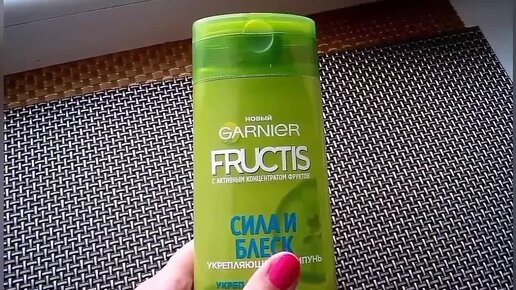 НОВЫЙ
GARNIER
FRUCTIS
С АКТИВНЫМ КОНЦЕНТРАТОМ ФРУКТОВ
СИЛА И
БЛЕСК